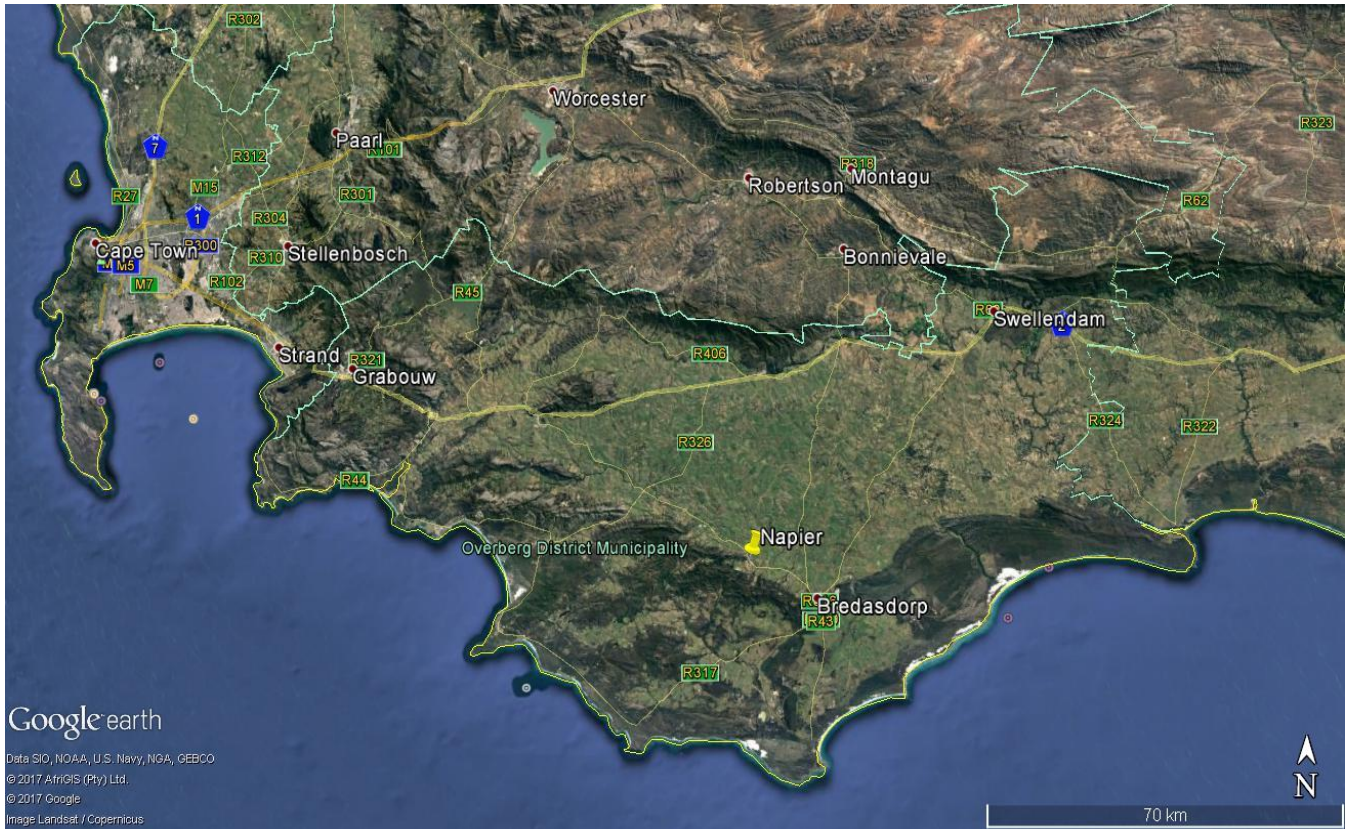 R302
Worcester
7
Paarl
R101
R323
R312
R318
Montagu
Robertson
M15
R27
R301
R62
1
R304
Cape Town
R300
Stellenbosch
R310
Bonnievale
M5
M7
R102
R45
Swellendam
2
Strand
R321
R406
Grabouw
R324
R322
R326
R44
Napier
Overberg District Municipality
Bredasdorp
R43
R317
Google earth
Data SIO, NOAA, U.S. Navy, NGA, GEBCO
© 2017 AfriGIS (Pty) Ltd.
© 2017 Google
Image Landsat / Copernicus
N
70 km